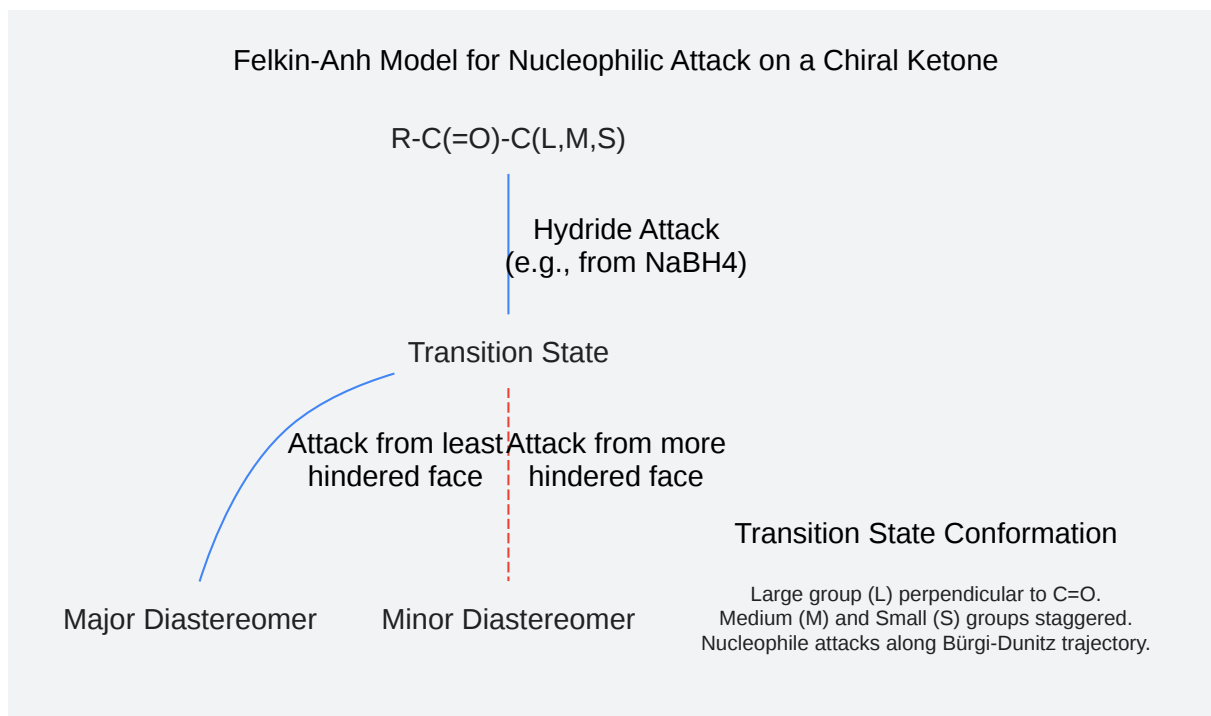 Felkin-Anh Model for Nucleophilic Attack on a Chiral Ketone
R-C(=O)-C(L,M,S)
Hydride Attack
(e.g., from NaBH4)
Transition State
Attack from least
hindered face
Attack from more
hindered face
Transition State Conformation
Large group (L) perpendicular to C=O.
Medium (M) and Small (S) groups staggered.
Nucleophile attacks along Bürgi-Dunitz trajectory.
Major Diastereomer
Minor Diastereomer